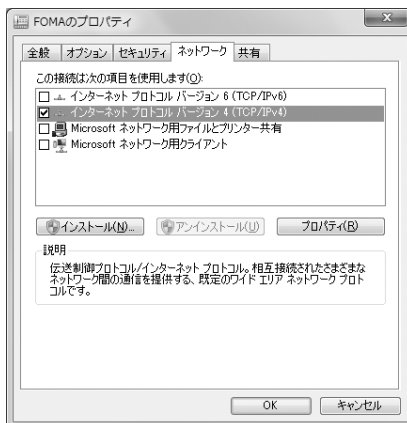 FOMAのプロパティ
全般 オプション セキュリティ ネットワーク 共有
この接続は次の項目を使用します(O):
インターネット プロトコル バージョン 6 (TCP/IPv6)
インターネット プロトコル バージョン 4 (TCP/IPv4)
Microsoft ネットワーク用ファイルとプリンター共有
Microsoft ネットワーク用クライアント
インストール(N)... アンインストール(U) プロパティ(R)
説明
伝送制御プロトコル/インターネット プロトコル。相互接続されたさまざまな
ネットワーク間の通信を提供する、既定のワイド エリア ネットワーク プロト
コルです。
OK キャンセル